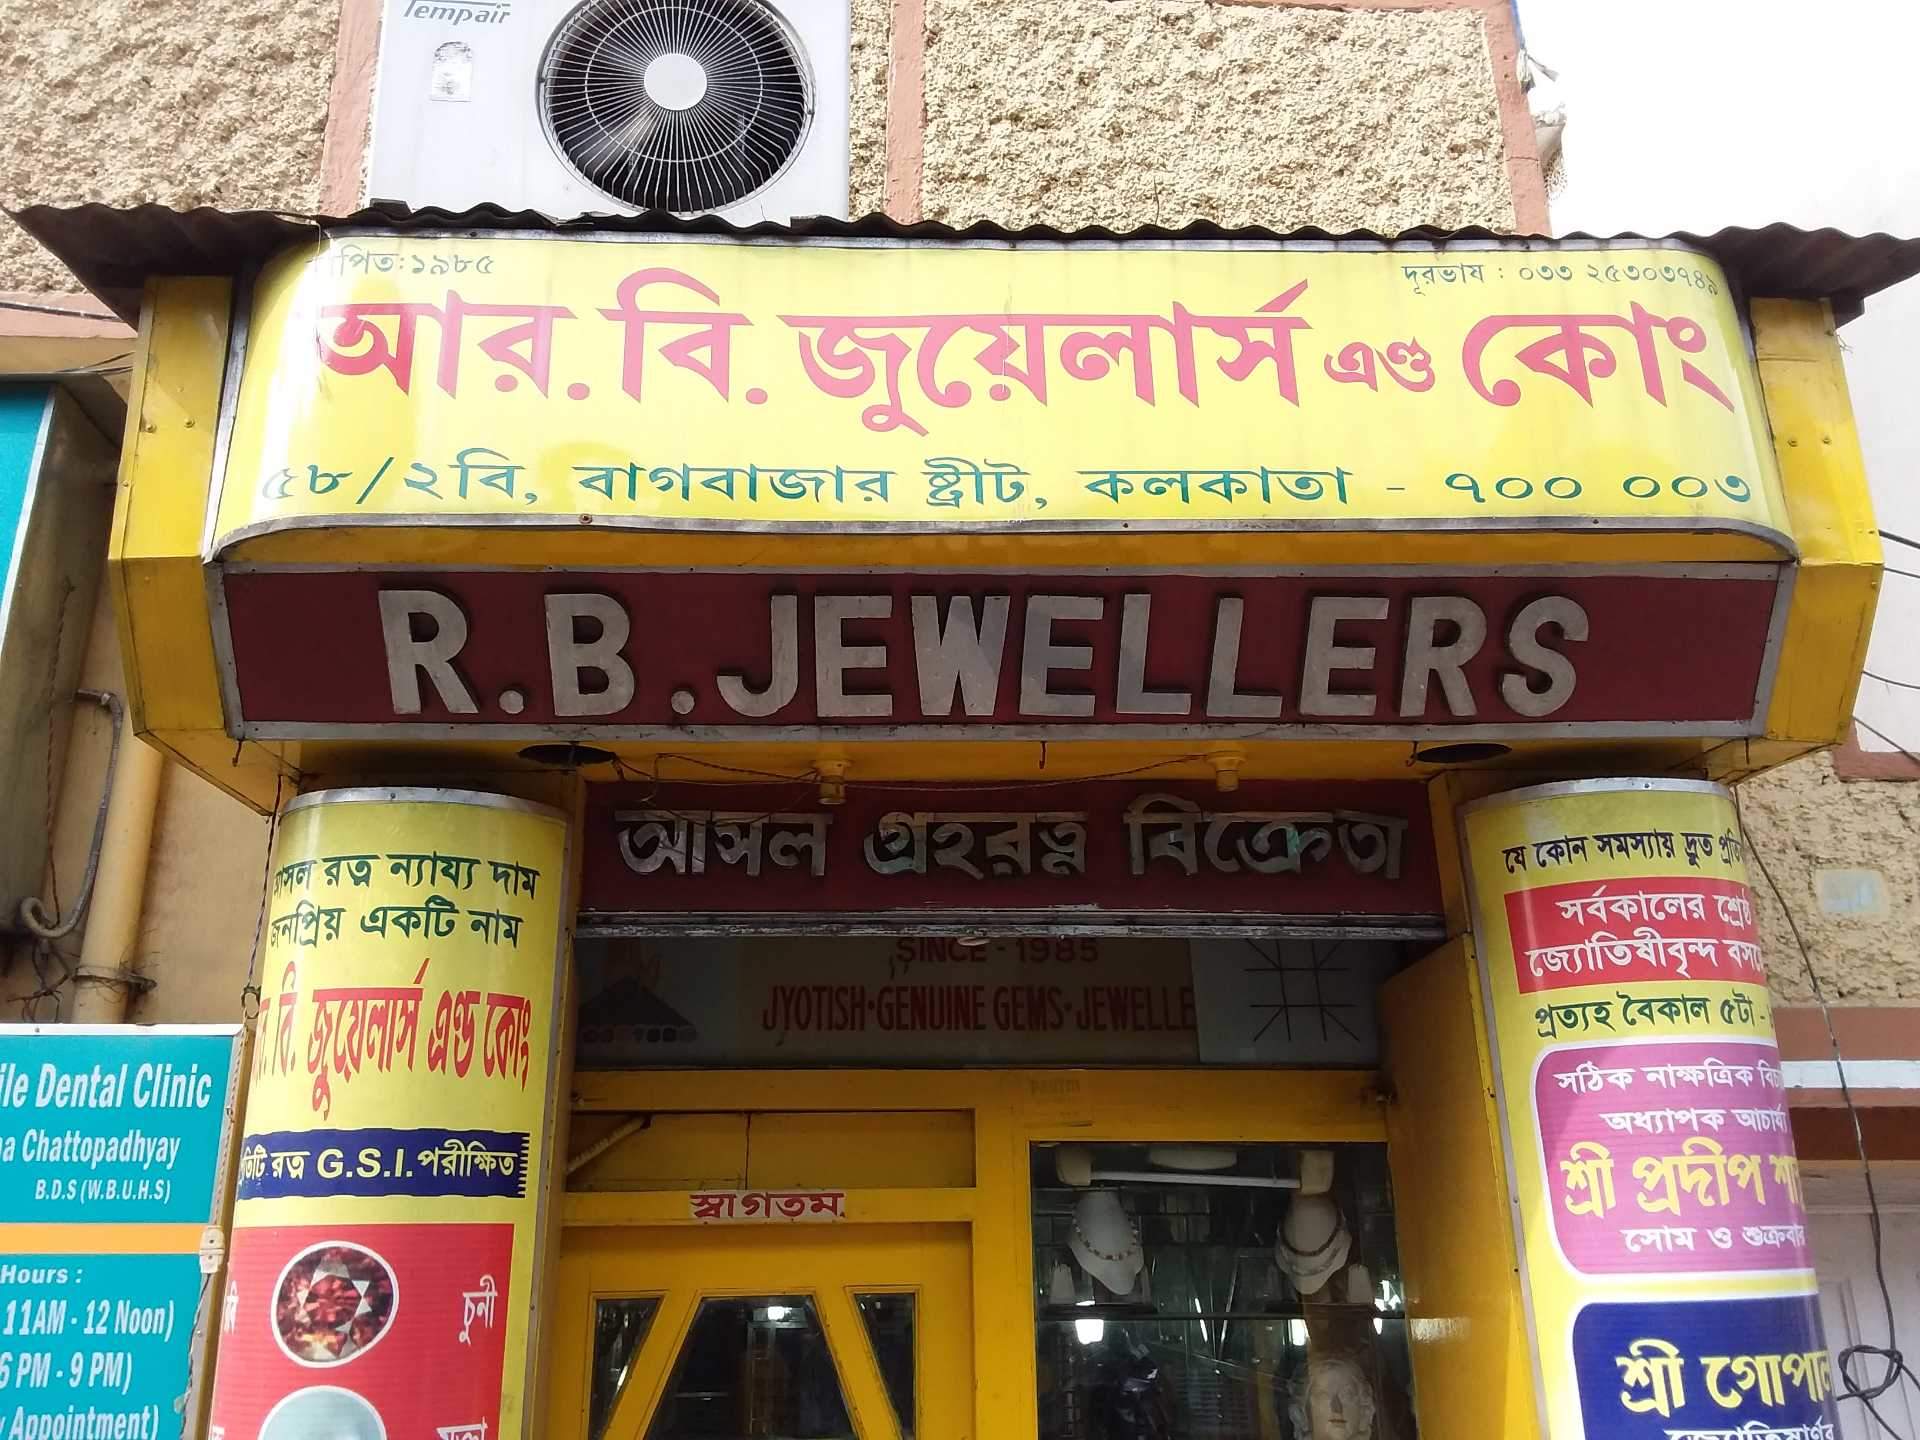 Tempair
পিত: ১৯৮৫
দূরভাষ : ০৩৩ ২৫৩০৩৭৪৯
আর. বি. জুয়েলার্স এণ্ড কোং
৫৮/২বি, বাগবাজার ষ্ট্রীট, কলকাতা - ৭০০ ০০৩
R.B.JEWELLERS
আসল গ্রহরত্ন বিক্রেতা
SINCE - 1985
JYOTISH·GENUINE GEMS·JEWELLE
স্বাগতম
রত্ন ন্যায্য দাম
জনপ্রিয় একটি নাম
বি. জুয়েলার্স এণ্ড কোং
রত্ন G.S.I. পরীক্ষিত
চুনী
যে কোন সমস্যায় দ্রুত
সর্বকালের শ্রেষ্ঠ
জ্যোতিষীবৃন্দ
প্রত্যহ বৈকাল ৫টা -
সঠিক নাক্ষত্রিক
অধ্যাপক আচার্য
শ্রী প্রদীপ
সোম ও শুক্রবার
শ্রী গোপাল
ile Dental Clinic
a Chattopadhyay
B.D.S (W.B.U.H.S)
Hours :
11AM - 12 Noon)
6 PM - 9 PM)
Appointment)